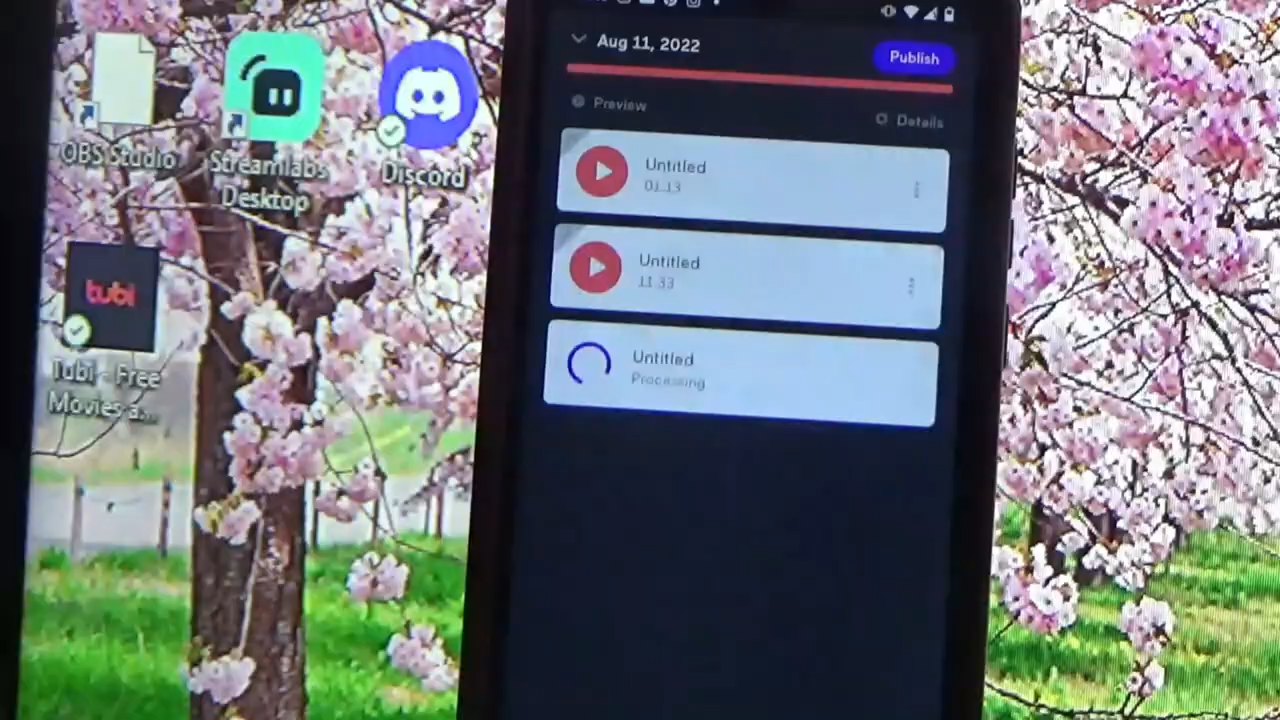 Aug 11, 2022
Publish
Preview
Details
Untitled
01:13
Untitled
11:33
Untitled
Processing
OBS Studio
Streamlabs
Desktop
Discord
tubi
Tubi - Free
Movies a...